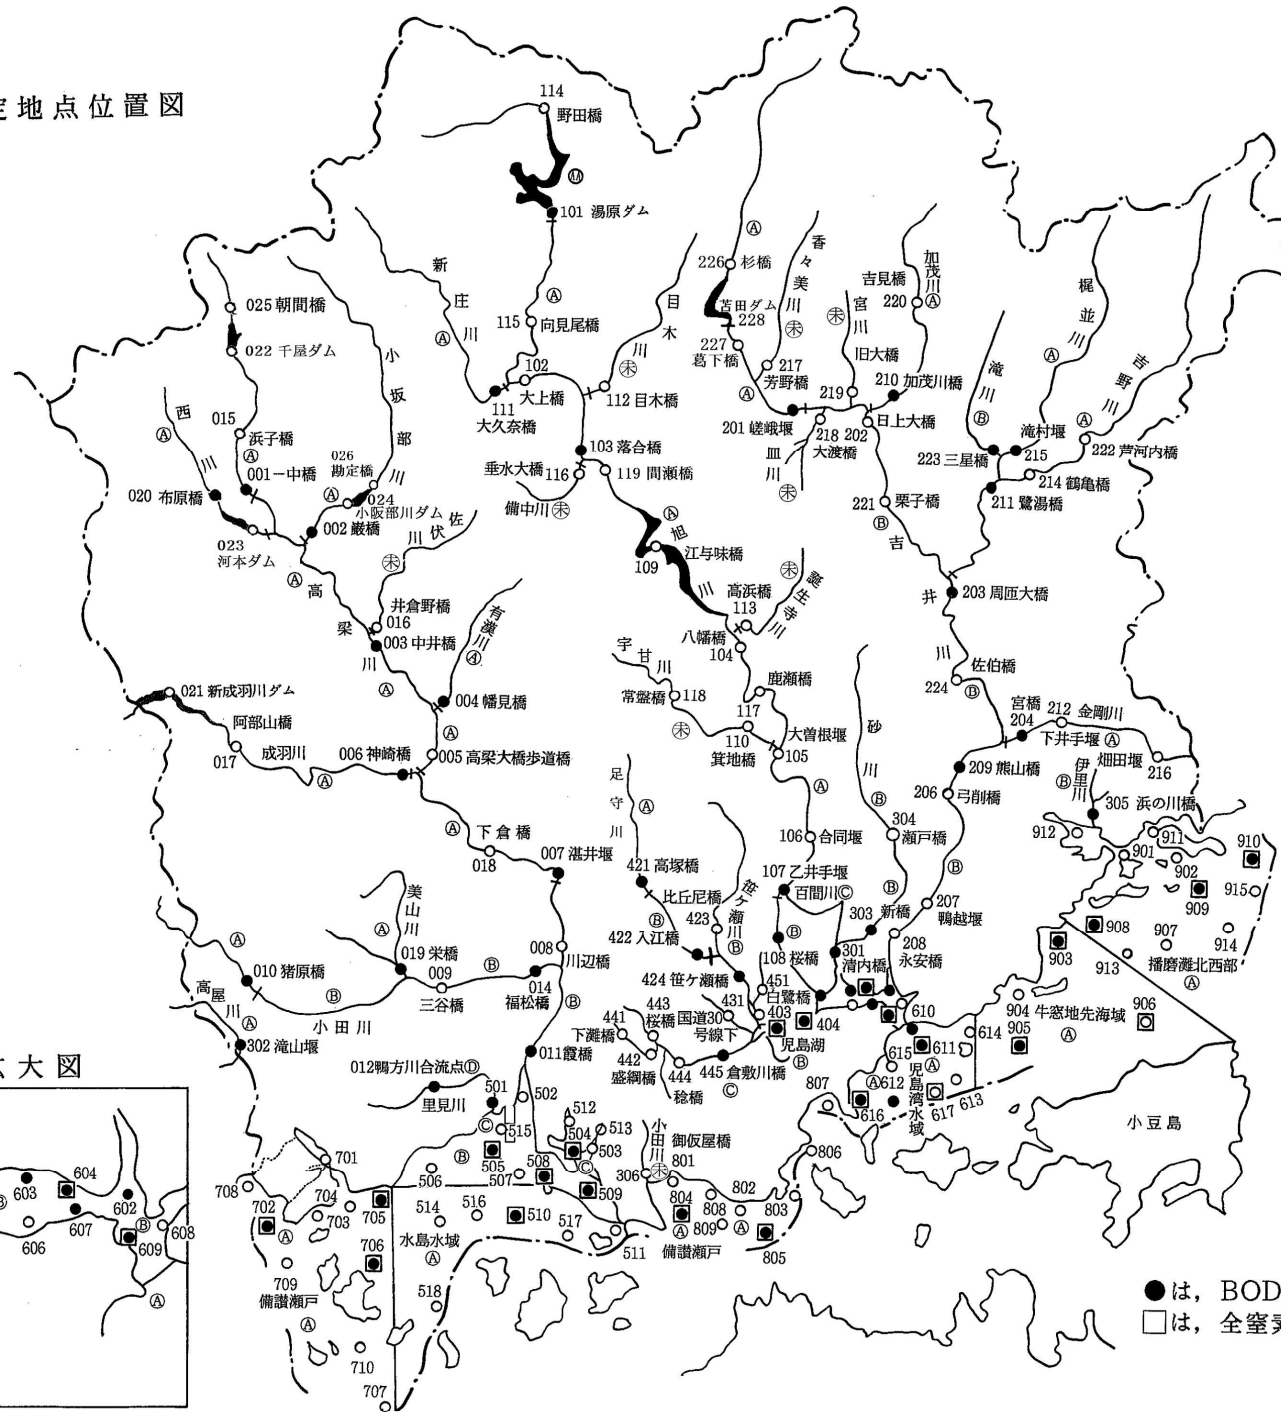 定地点位置図
114
野田橋
AA
101 湯原ダム
新庄川
A
A
115 向見尾橋
102
大上橋
111
大久奈橋
目木川
未
112 目木橋
103 落合橋
垂水大橋
116
119 間瀬橋
備中川 未
025 朝間橋
022 千屋ダム
小坂部川
西川
A
015
浜子橋
A
001一中橋
026
勘定橋
A
024
小阪部川ダム
020 布原橋
002 巌橋
023
河本ダム
A
高梁川
佐伏川
未
井倉野橋
016
003 中井橋
有漢川
A
A
004 幡見橋
A
005 高梁大橋歩道橋
021 新成羽川ダム
阿部山橋
017
成羽川
A
006 神崎橋
A
下倉橋
018
007 湛井堰
008
川辺橋
美山川
A
019 栄橋
009
三谷橋
B
014
福松橋
B
A
010 猪原橋
B
小田川
高屋川
A
302 滝山堰
011霞橋
012鴨方川合流点D
里見川
226 杉橋
A
苫田ダム
228
227
葛下橋
A
香々美川
未
217
芳野橋
宮川
未
旧大橋
219
吉見橋
220
加茂川
A
210 加茂川橋
201 嵯峨堰
218
大渡橋
皿川
未
202
日上大橋
滝川
B
梶並川
A
吉野川
A
滝村堰
215
223 三星橋
222 芦河内橋
214 鶴亀橋
211 鷺湯橋
221
栗子橋
B
吉井川
203 周匝大橋
佐伯橋
224
B
宮橋
204
212 金剛川
下井手堰 A
畑田堰
216
209 熊山橋
206 弓削橋
B
伊里川
305 浜の川橋
A
旭川
109
江与味橋
高浜橋
113
未
誕生寺川
八幡橋
104
宇甘川
常盤橋 118
未
鹿瀬橋
117
110
箕地橋
大曽根堰
105
A
106 合同堰
砂川
B
304
瀬戸橋
B
B
207
鴨越堰
足守川
A
421 高塚橋
B
比丘尼橋
423
笹ヶ瀬川
B
422 入江橋
424 笹ヶ瀬橋
107 乙井手堰
百間川C
B
108 桜橋
303 新橋
301
清内橋
208
永安橋
451
白鷺橋
403
404
児島湖
B
431
国道30
号線下
443
桜橋
441
下灘橋
442
盛綱橋
444
稔橋
445 倉敷川橋
C
610
614
615
611
A
612
A
616
617
613
児島湾水域
912
901
911
902
910
909
915
908
907
914
913
播磨灘北西部
A
903
904
牛窓地先海域
906
905
A
小豆島
807
806
501
502
C
515
B
505
507
506
512
513
504
503
C
508
509
510
514
516
517
511
水島水域
A
518
小田川
未
306
御仮屋橋
801
802
804
808
803
A
809
A
805
備讃瀬戸
701
708
704
702
703
705
A
706
709
備讃瀬戸
A
710
707
大図
603
604
B
602
607
606
B
609
608
A
●は, BOD
□は, 全窒素